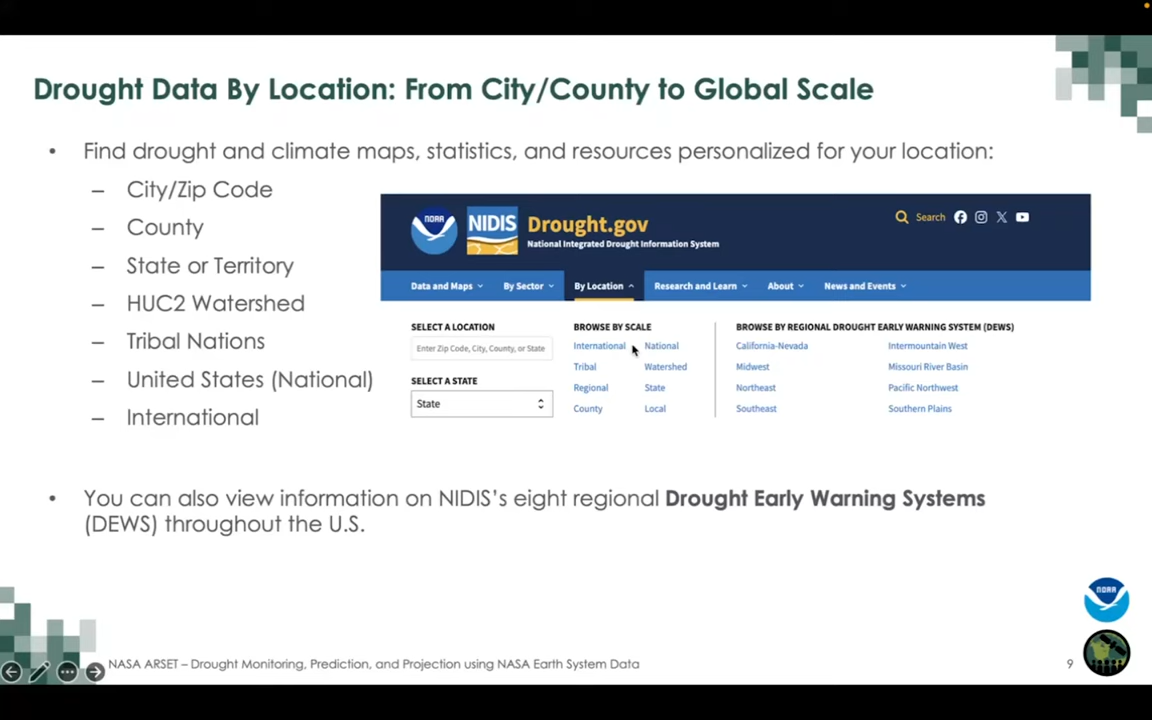 Drought Data By Location: From City/County to Global Scale
• Find drought and climate maps, statistics, and resources personalized for your location:
– City/Zip Code
– County
– State or Territory
– HUC2 Watershed
– Tribal Nations
– United States (National)
– International
NOAA
NIDIS
Drought.gov
National Integrated Drought Information System
Search
Data and Maps By Sector By Location Research and Learn About News and Events
SELECT A LOCATION
Enter Zip Code, City, County, or State
SELECT A STATE
State
BROWSE BY SCALE
International National
Tribal Watershed
Regional State
County Local
BROWSE BY REGIONAL DROUGHT EARLY WARNING SYSTEM (DEWS)
California-Nevada Intermountain West
Midwest Missouri River Basin
Northeast Pacific Northwest
Southeast Southern Plains
• You can also view information on NIDIS’s eight regional Drought Early Warning Systems
(DEWS) throughout the U.S.
NOAA
NASA ARSET – Drought Monitoring, Prediction, and Projection using NASA Earth System Data
9